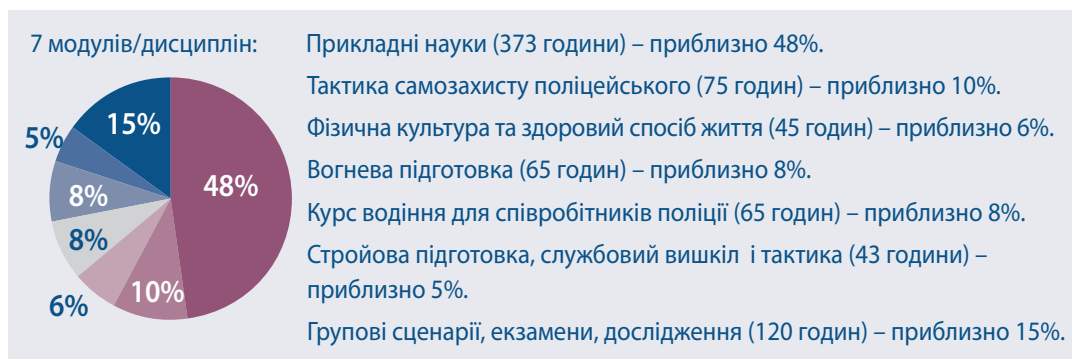 7 модулів/дисциплін:
15%
5%
8%
8%
6%
10%
48%
Прикладні науки (373 години) – приблизно 48%.
Тактика самозахисту поліцейського (75 годин) – приблизно 10%.
Фізична культура та здоровий спосіб життя (45 годин) – приблизно 6%.
Вогнева підготовка (65 годин) – приблизно 8%.
Курс водіння для співробітників поліції (65 годин) – приблизно 8%.
Стройова підготовка, службовий вишкіл і тактика (43 години) –
приблизно 5%.
Групові сценарії, екзамени, дослідження (120 годин) – приблизно 15%.